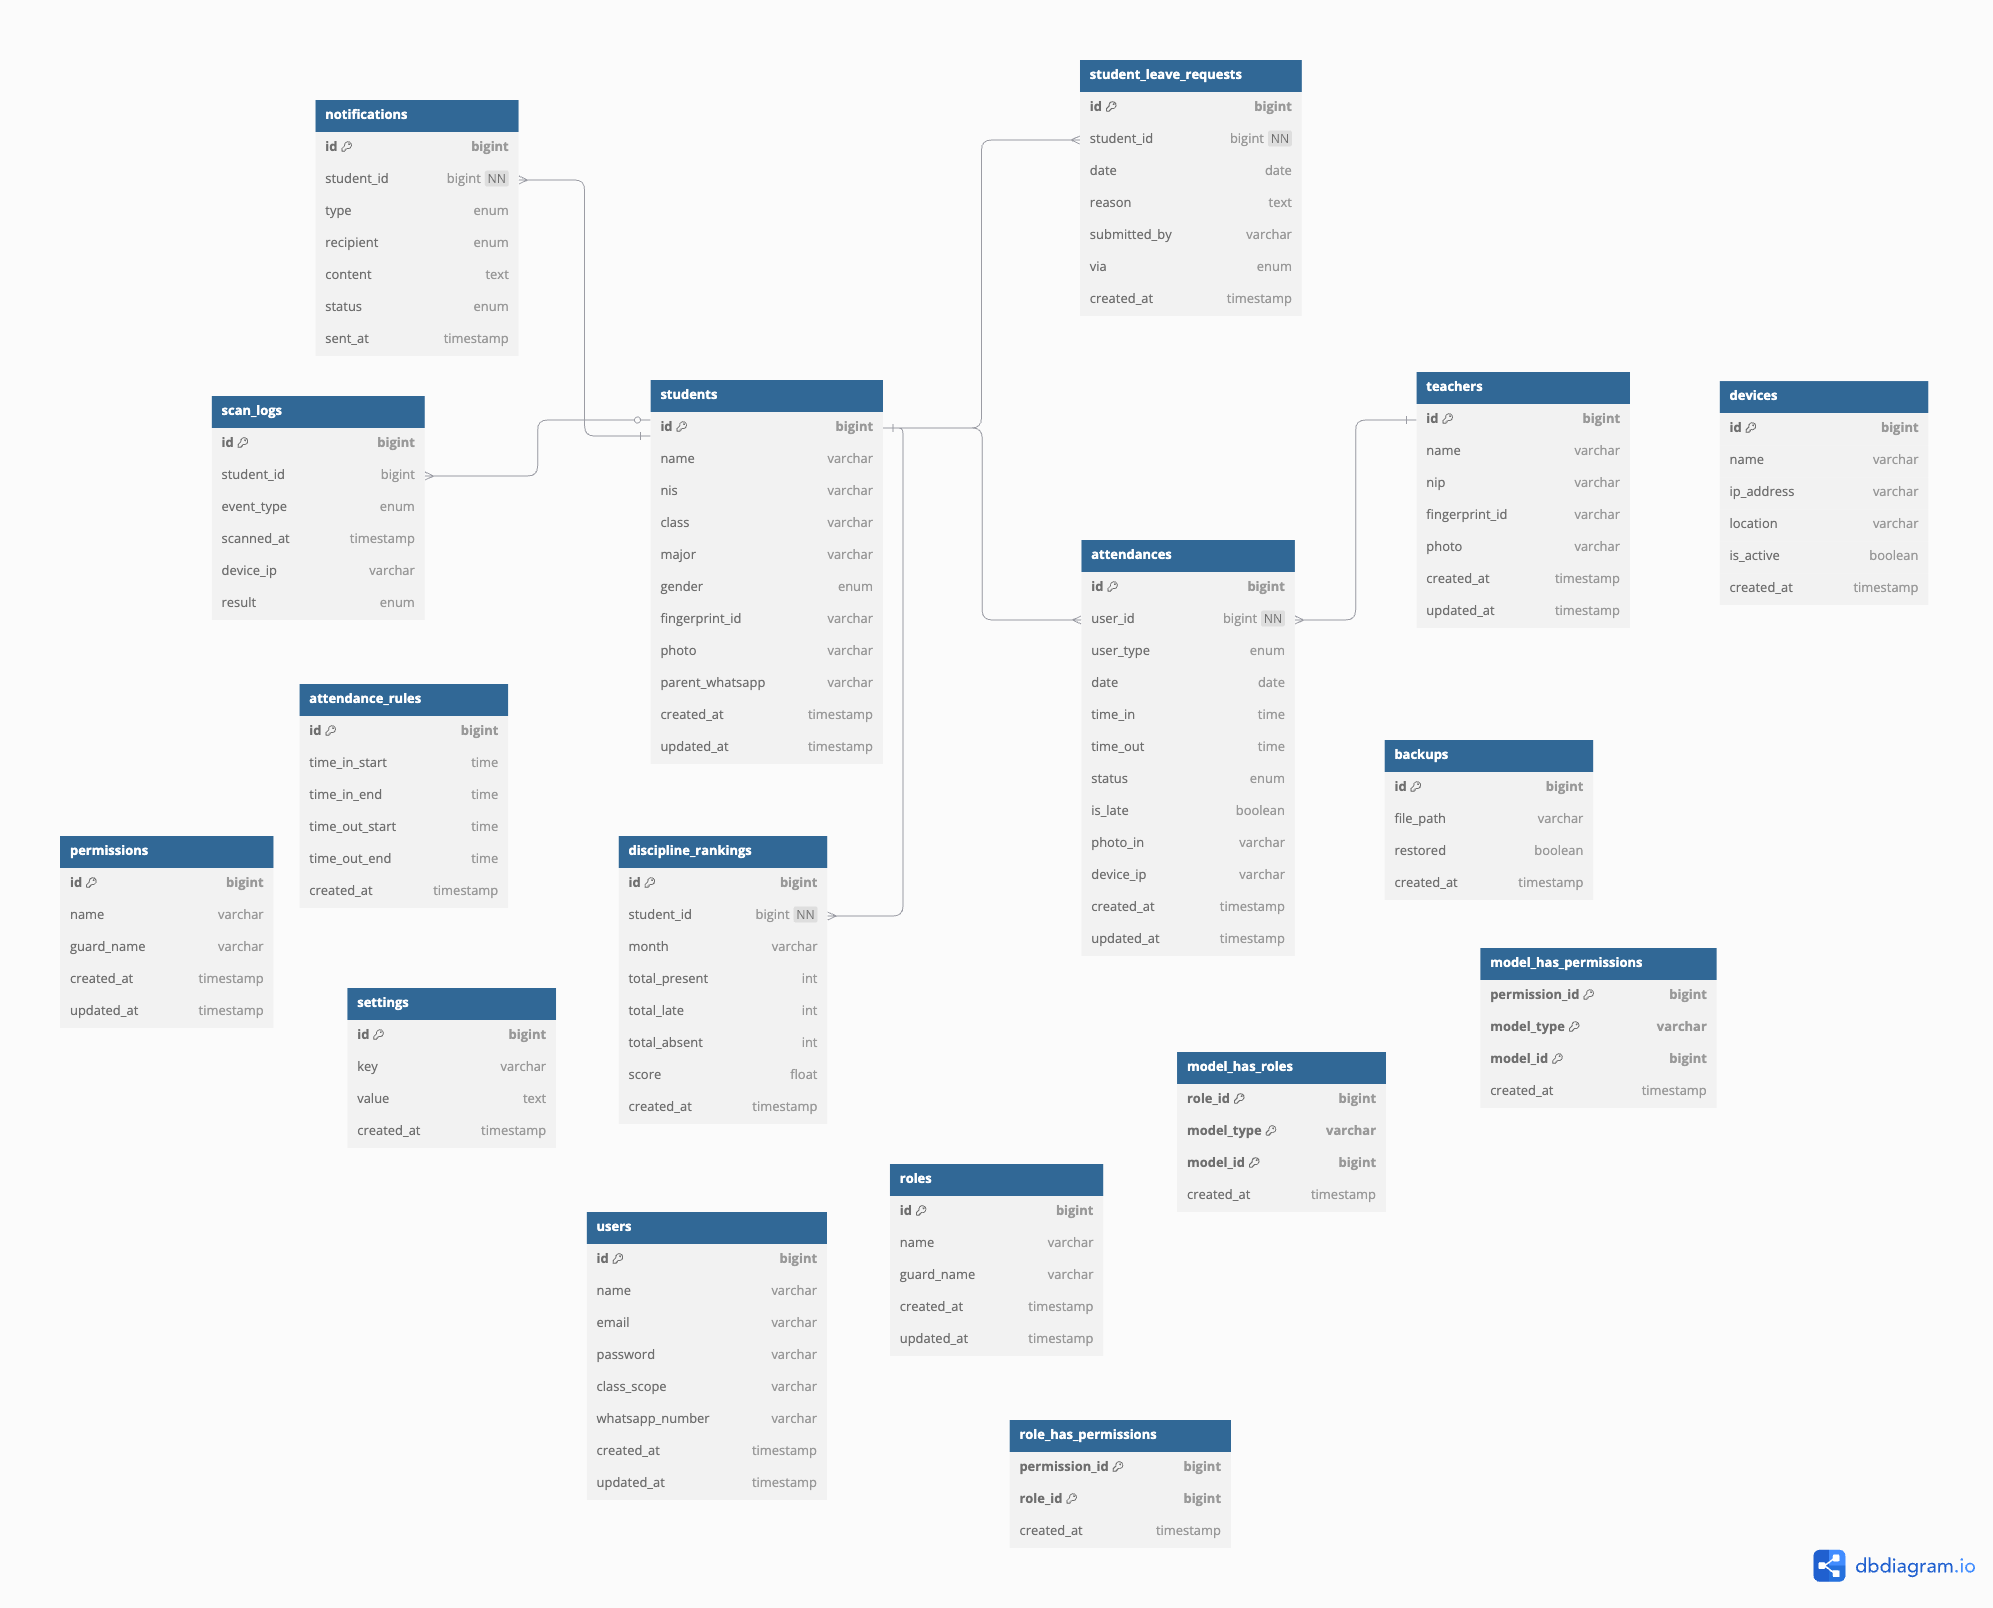 student_leave_requests
id bigint
student_id bigint NN
date date
reason text
submitted_by varchar
via enum
created_at timestamp
notifications
id bigint
student_id bigint NN
type enum
recipient enum
content text
status enum
sent_at timestamp
scan_logs
id bigint
student_id bigint
event_type enum
scanned_at timestamp
device_ip varchar
result enum
students
id bigint
name varchar
nis varchar
class varchar
major varchar
gender enum
fingerprint_id varchar
photo varchar
parent_whatsapp varchar
created_at timestamp
updated_at timestamp
teachers
id bigint
name varchar
nip varchar
fingerprint_id varchar
photo varchar
created_at timestamp
updated_at timestamp
devices
id bigint
name varchar
ip_address varchar
location varchar
is_active boolean
created_at timestamp
attendances
id bigint
user_id bigint NN
user_type enum
date date
time_in time
time_out time
status enum
is_late boolean
photo_in varchar
device_ip varchar
created_at timestamp
updated_at timestamp
attendance_rules
id bigint
time_in_start time
time_in_end time
time_out_start time
time_out_end time
created_at timestamp
backups
id bigint
file_path varchar
restored boolean
created_at timestamp
permissions
id bigint
name varchar
guard_name varchar
created_at timestamp
updated_at timestamp
discipline_rankings
id bigint
student_id bigint NN
month varchar
total_present int
total_late int
total_absent int
score float
created_at timestamp
model_has_permissions
permission_id bigint
model_type varchar
model_id bigint
created_at timestamp
settings
id bigint
key varchar
value text
created_at timestamp
model_has_roles
role_id bigint
model_type varchar
model_id bigint
created_at timestamp
roles
id bigint
name varchar
guard_name varchar
created_at timestamp
updated_at timestamp
users
id bigint
name varchar
email varchar
password varchar
class_scope varchar
whatsapp_number varchar
created_at timestamp
updated_at timestamp
role_has_permissions
permission_id bigint
role_id bigint
created_at timestamp
dbdiagram.io